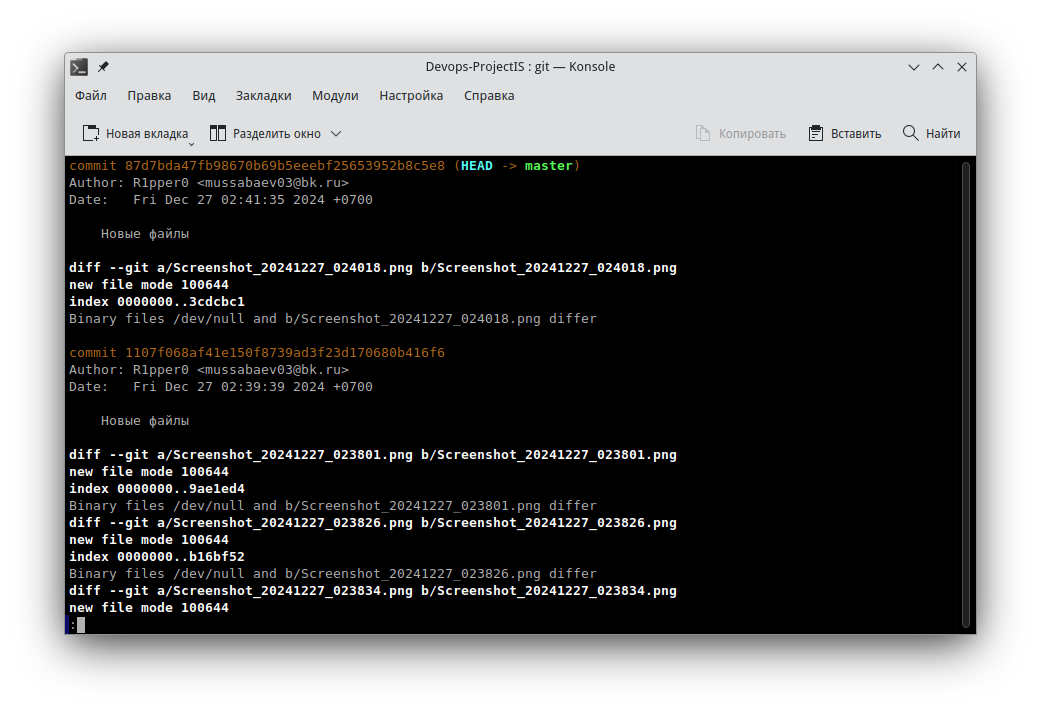 Devops-ProjectIS : git — Konsole
Файл Правка Вид Закладки Модули Настройка Справка
Новая вкладка Разделить окно Копировать Вставить Найти
commit 87d7bda47fb98670b69b5eeebf25653952b8c5e8 (HEAD -> master)
Author: R1pper0 <mussabaev03@bk.ru>
Date:   Fri Dec 27 02:41:35 2024 +0700
    Новые файлы
diff --git a/Screenshot_20241227_024018.png b/Screenshot_20241227_024018.png
new file mode 100644
index 0000000..3cdcbc1
Binary files /dev/null and b/Screenshot_20241227_024018.png differ
commit 1107f068af41e150f8739ad3f23d170680b416f6
Author: R1pper0 <mussabaev03@bk.ru>
Date:   Fri Dec 27 02:39:39 2024 +0700
    Новые файлы
diff --git a/Screenshot_20241227_023801.png b/Screenshot_20241227_023801.png
new file mode 100644
index 0000000..9ae1ed4
Binary files /dev/null and b/Screenshot_20241227_023801.png differ
diff --git a/Screenshot_20241227_023826.png b/Screenshot_20241227_023826.png
new file mode 100644
index 0000000..b16bf52
Binary files /dev/null and b/Screenshot_20241227_023826.png differ
diff --git a/Screenshot_20241227_023834.png b/Screenshot_20241227_023834.png
new file mode 100644
: